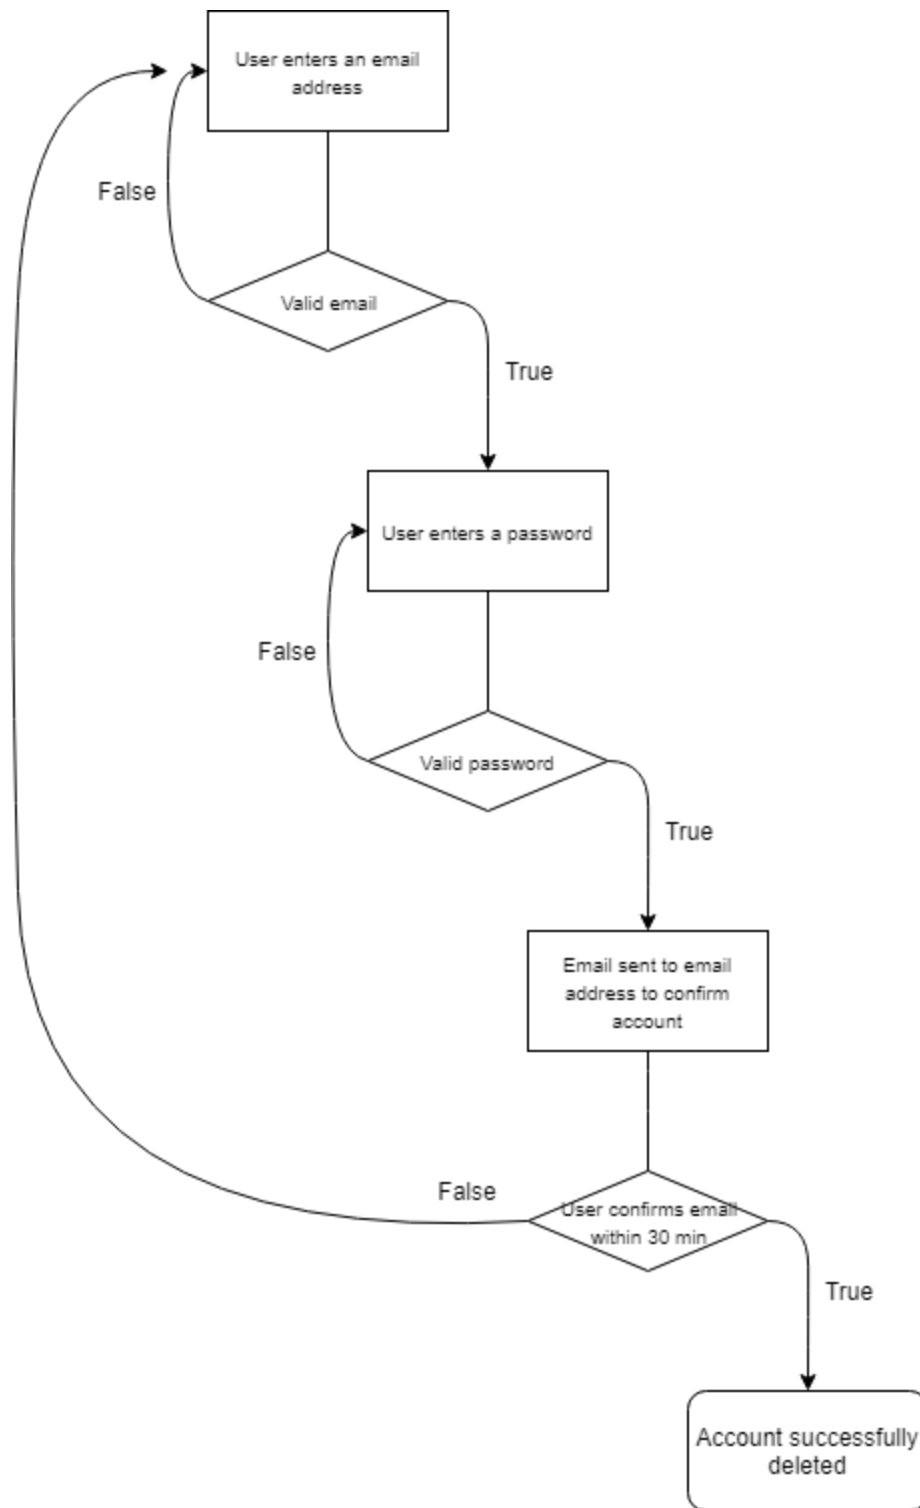 User enters an email
address
False
Valid email
True
User enters a password
False
Valid password
True
Email sent to email
address to confirm
account
False
User confirms email
within 30 min
True
Account successfully
deleted